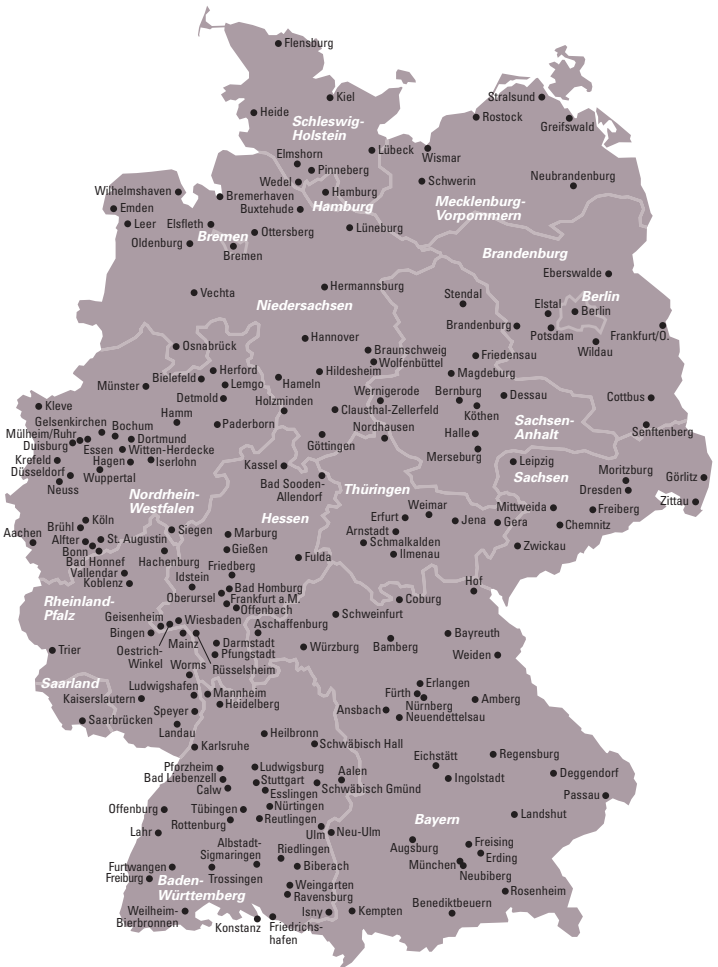 Flensburg
Kiel
Stralsund
Heide
Rostock
Greifswald
Schleswig-
Holstein
Lübeck
Wismar
Elmshorn
Pinneberg
Wedel
Schwerin
Neubrandenburg
Wilhelmshaven
Bremerhaven
Hamburg
Mecklenburg-
Vorpommern
Emden
Buxtehude
Hamburg
Leer
Elsfleth
Bremen
Ottersberg
Lüneburg
Oldenburg
Bremen
Brandenburg
Eberswalde
Vechta
Hermannsburg
Niedersachsen
Stendal
Berlin
Elstal
Berlin
Brandenburg
Potsdam
Frankfurt/O.
Wildau
Osnabrück
Hannover
Braunschweig
Wolfenbüttel
Friedensau
Herford
Bielefeld
Lemgo
Hameln
Hildesheim
Magdeburg
Münster
Detmold
Holzminden
Wernigerode
Bernburg
Dessau
Cottbus
Kleve
Clausthal-Zellerfeld
Köthen
Gelsenkirchen
Hamm
Paderborn
Nordhausen
Sachsen-
Anhalt
Senftenberg
Mülheim/Ruhr
Bochum
Dortmund
Göttingen
Halle
Duisburg
Essen
Witten-Herdecke
Merseburg
Krefeld
Hagen
Iserlohn
Kassel
Leipzig
Düsseldorf
Wuppertal
Neuss
Bad Sooden-
Allendorf
Thüringen
Sachsen
Moritzburg
Görlitz
Dresden
Nordrhein-
Westfalen
Zittau
Hessen
Weimar
Mittweida
Freiberg
Erfurt
Jena
Gera
Chemnitz
Köln
Brühl
Siegen
Marburg
Arnstadt
Aachen
Alfter
St. Augustin
Schmalkalden
Zwickau
Bonn
Gießen
Ilmenau
Bad Honnef
Hachenburg
Fulda
Vallendar
Friedberg
Koblenz
Idstein
Bad Homburg
Hof
Oberursel
Frankfurt a.M.
Coburg
Rheinland-
Pfalz
Offenbach
Schweinfurt
Geisenheim
Wiesbaden
Aschaffenburg
Bingen
Mainz
Bayreuth
Bamberg
Trier
Oestrich-
Winkel
Darmstadt
Pfungstadt
Würzburg
Weiden
Rüsselsheim
Worms
Saarland
Ludwigshafen
Mannheim
Erlangen
Kaiserslautern
Heidelberg
Fürth
Nürnberg
Amberg
Speyer
Ansbach
Neuendettelsau
Saarbrücken
Landau
Heilbronn
Karlsruhe
Schwäbisch Hall
Regensburg
Eichstätt
Pforzheim
Ludwigsburg
Aalen
Deggendorf
Bad Liebenzell
Stuttgart
Ingolstadt
Calw
Esslingen
Schwäbisch Gmünd
Passau
Offenburg
Tübingen
Nürtingen
Rottenburg
Reutlingen
Landshut
Bayern
Lahr
Ulm
Neu-Ulm
Albstadt-
Sigmaringen
Riedlingen
Augsburg
Freising
Erding
München
Furtwangen
Trossingen
Biberach
Neubiberg
Freiburg
Baden-
Württemberg
Weingarten
Ravensburg
Rosenheim
Benediktbeuern
Weilheim-
Bierbronnen
Isny
Kempten
Konstanz
Friedrichs-
hafen